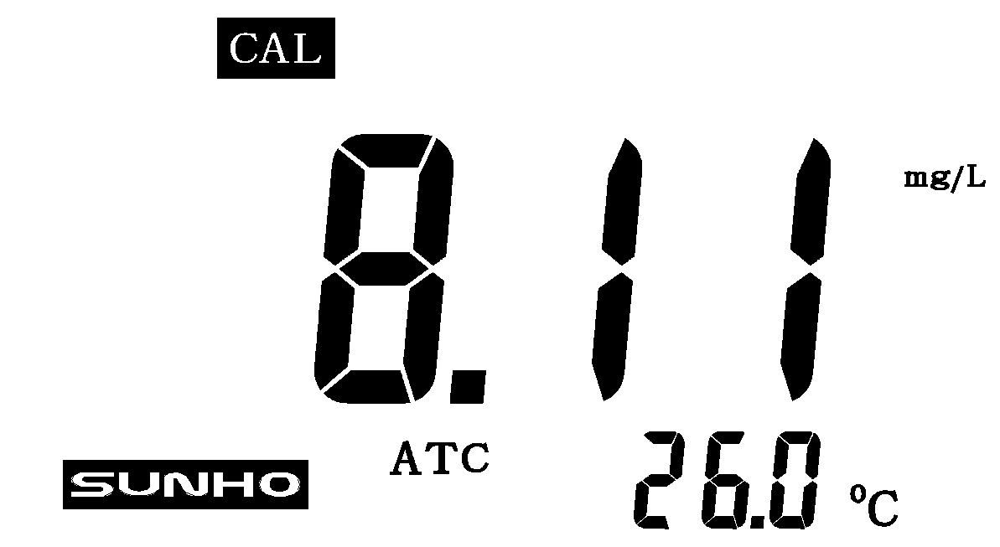 CAL
8.11 mg/L
ATC 26.0 °C
SUNHO